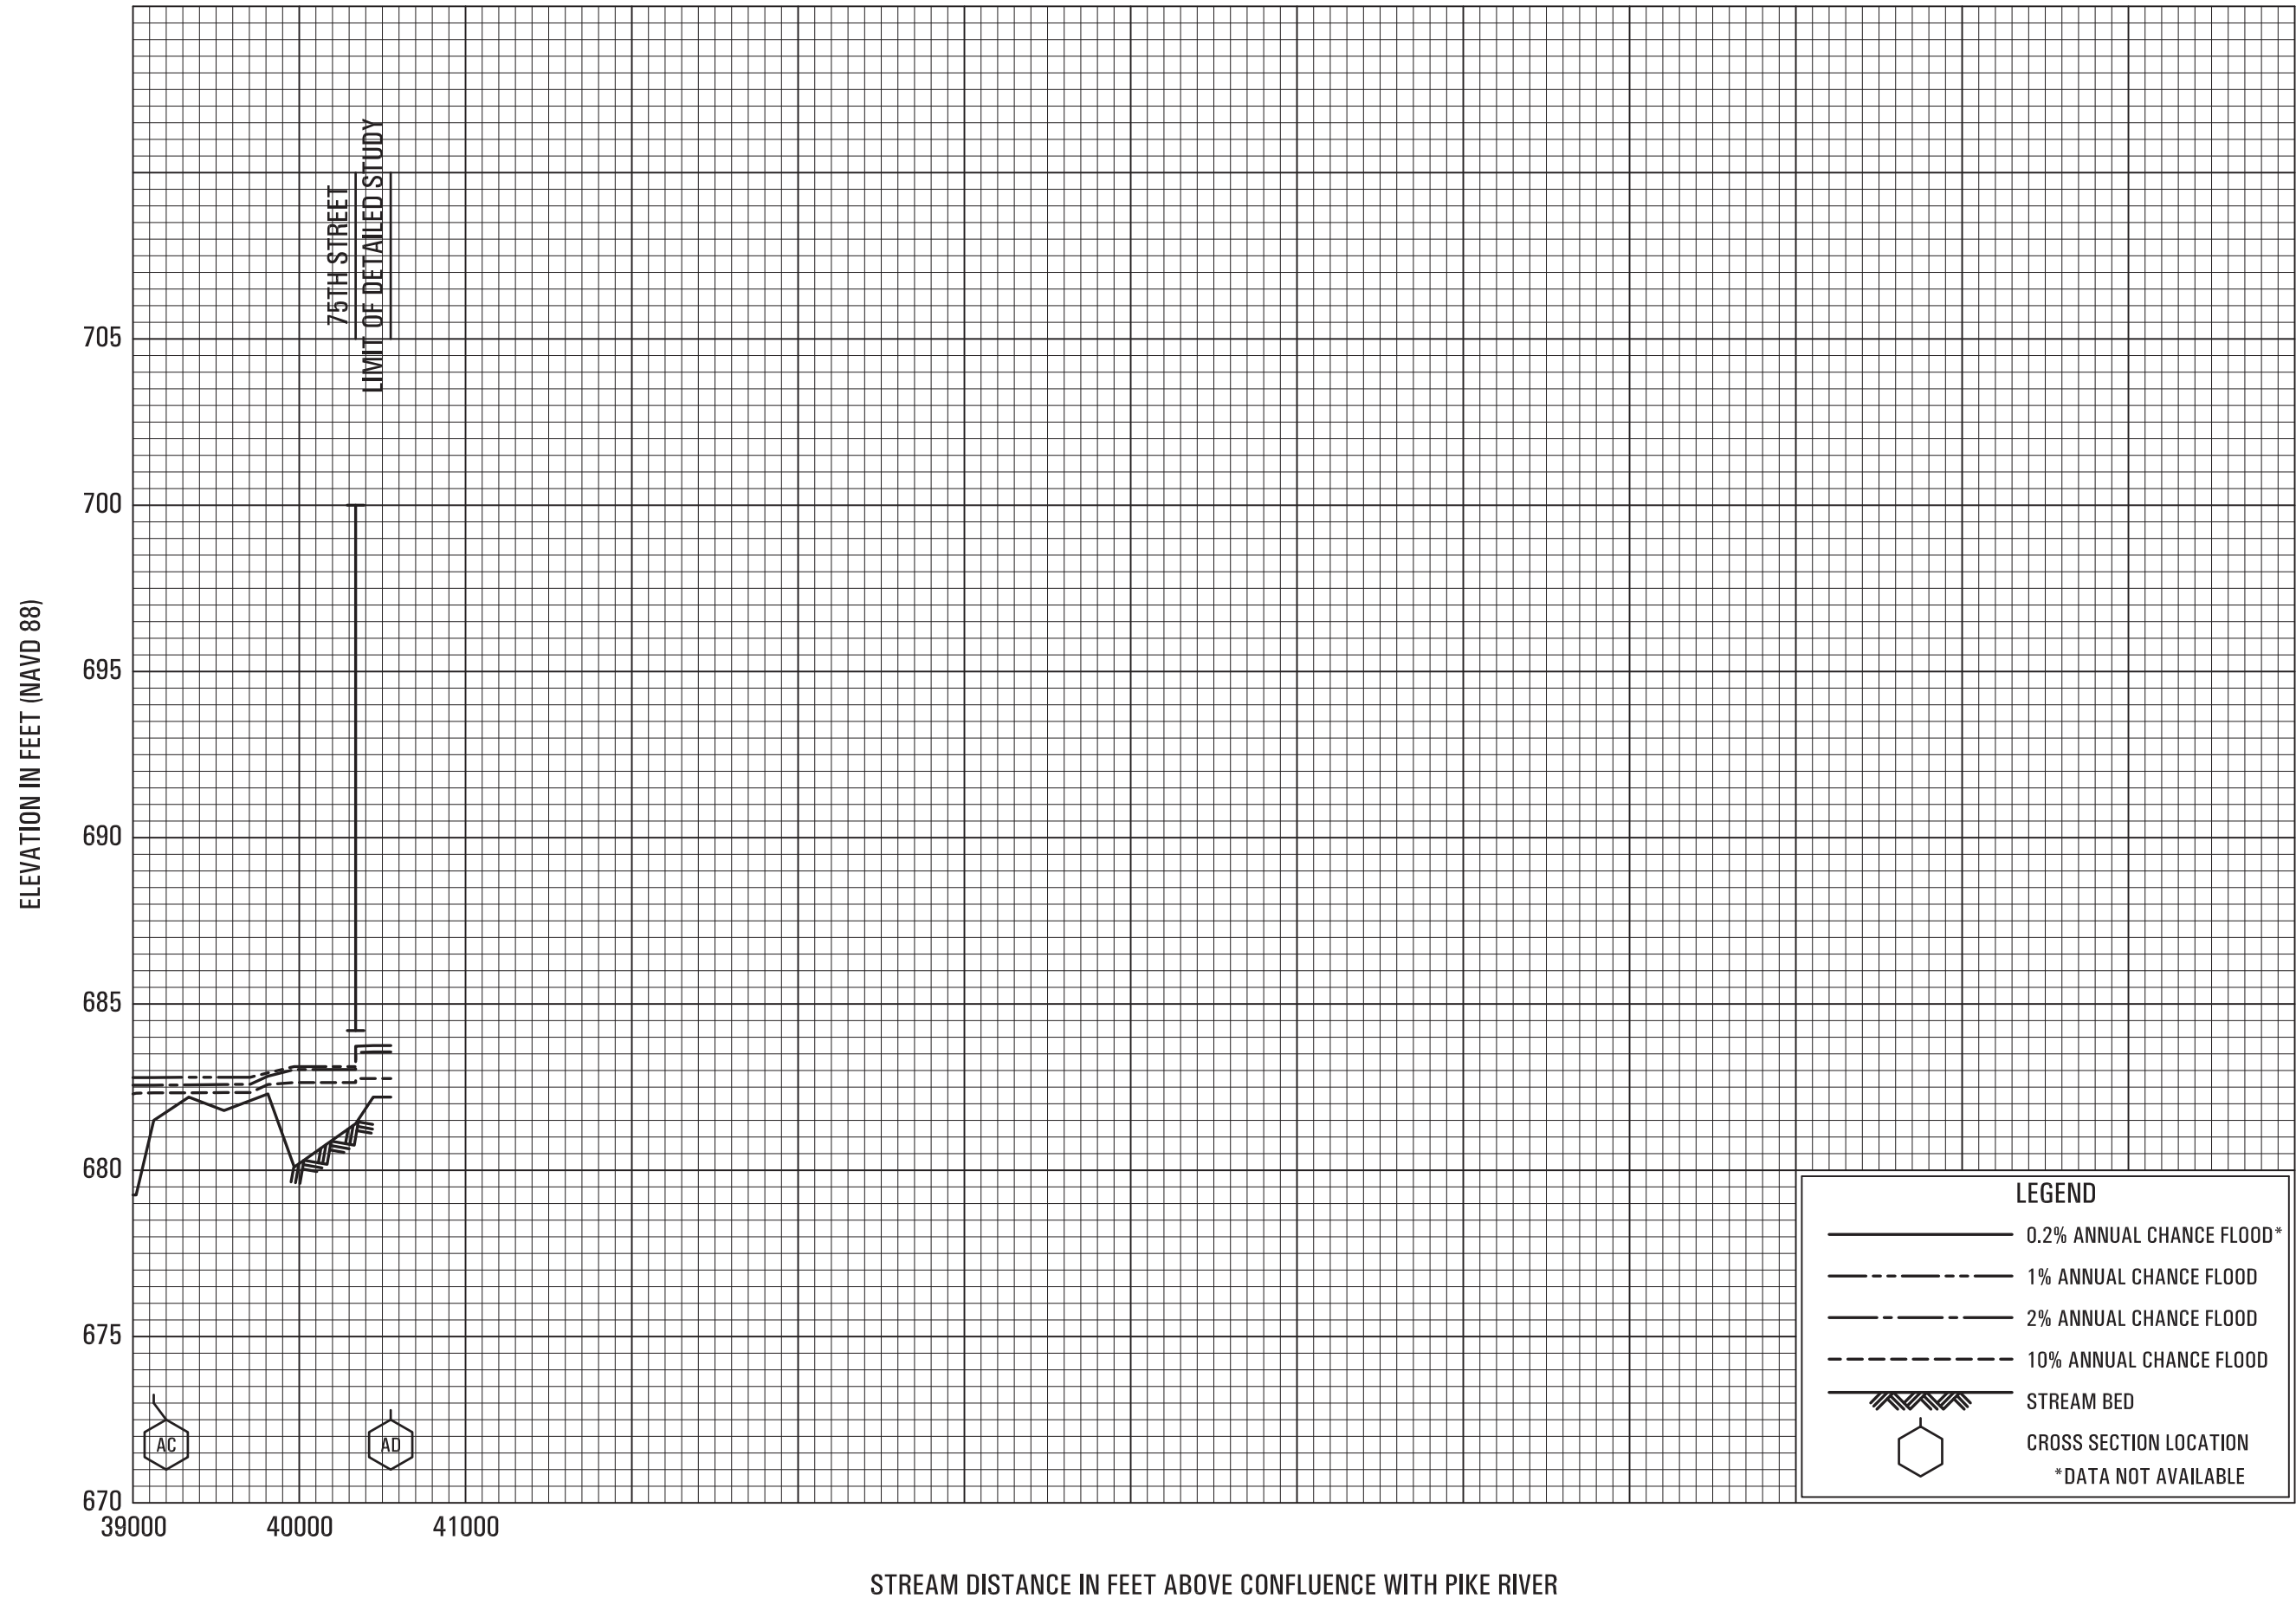 75TH STREET
LIMIT OF DETAILED STUDY
ELEVATION IN FEET (NAVD 88)
705
700
695
690
685
680
675
670
39000
40000
41000
AC
AD
STREAM DISTANCE IN FEET ABOVE CONFLUENCE WITH PIKE RIVER
LEGEND
0.2% ANNUAL CHANCE FLOOD*
1% ANNUAL CHANCE FLOOD
2% ANNUAL CHANCE FLOOD
10% ANNUAL CHANCE FLOOD
STREAM BED
CROSS SECTION LOCATION
*DATA NOT AVAILABLE